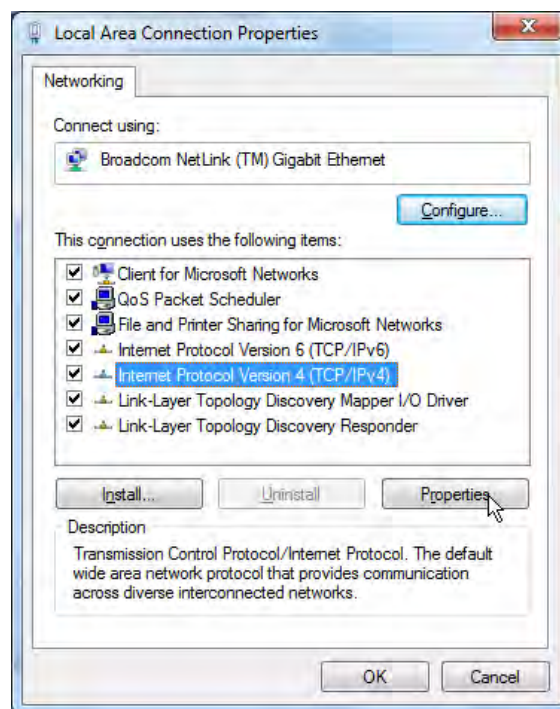 Local Area Connection Properties
Networking
Connect using:
Broadcom NetLink (TM) Gigabit Ethernet
Configure...
This connection uses the following items:
Client for Microsoft Networks
QoS Packet Scheduler
File and Printer Sharing for Microsoft Networks
Internet Protocol Version 6 (TCP/IPv6)
Internet Protocol Version 4 (TCP/IPv4)
Link-Layer Topology Discovery Mapper I/O Driver
Link-Layer Topology Discovery Responder
Install... Uninstall Properties
Description
Transmission Control Protocol/Internet Protocol. The default
wide area network protocol that provides communication
across diverse interconnected networks.
OK Cancel